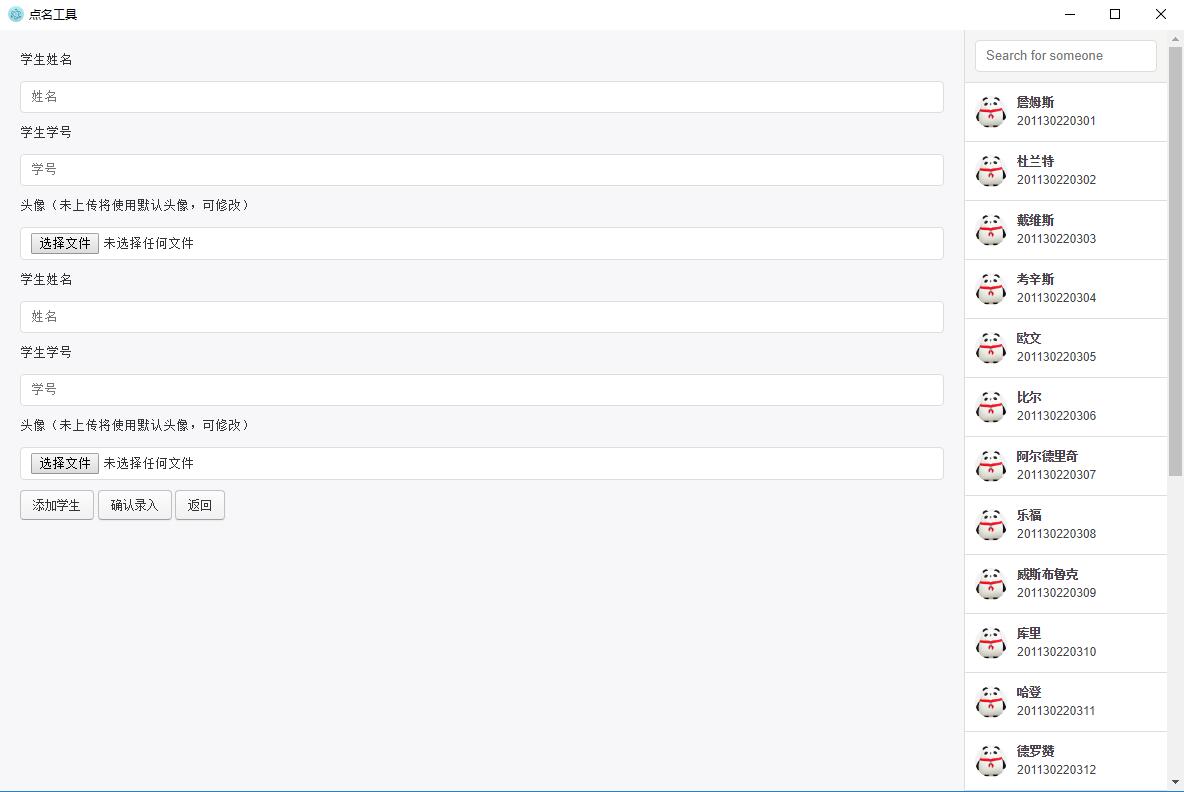 点名工具
学生姓名
姓名
学生学号
学号
头像（未上传将使用默认头像，可修改）
选择文件 未选择任何文件
学生姓名
姓名
学生学号
学号
头像（未上传将使用默认头像，可修改）
选择文件 未选择任何文件
添加学生 确认录入 返回
Search for someone
詹姆斯
201130220301
杜兰特
201130220302
戴维斯
201130220303
考辛斯
201130220304
欧文
201130220305
比尔
201130220306
阿尔德里奇
201130220307
乐福
201130220308
威斯布鲁克
201130220309
库里
201130220310
哈登
201130220311
德罗赞
201130220312